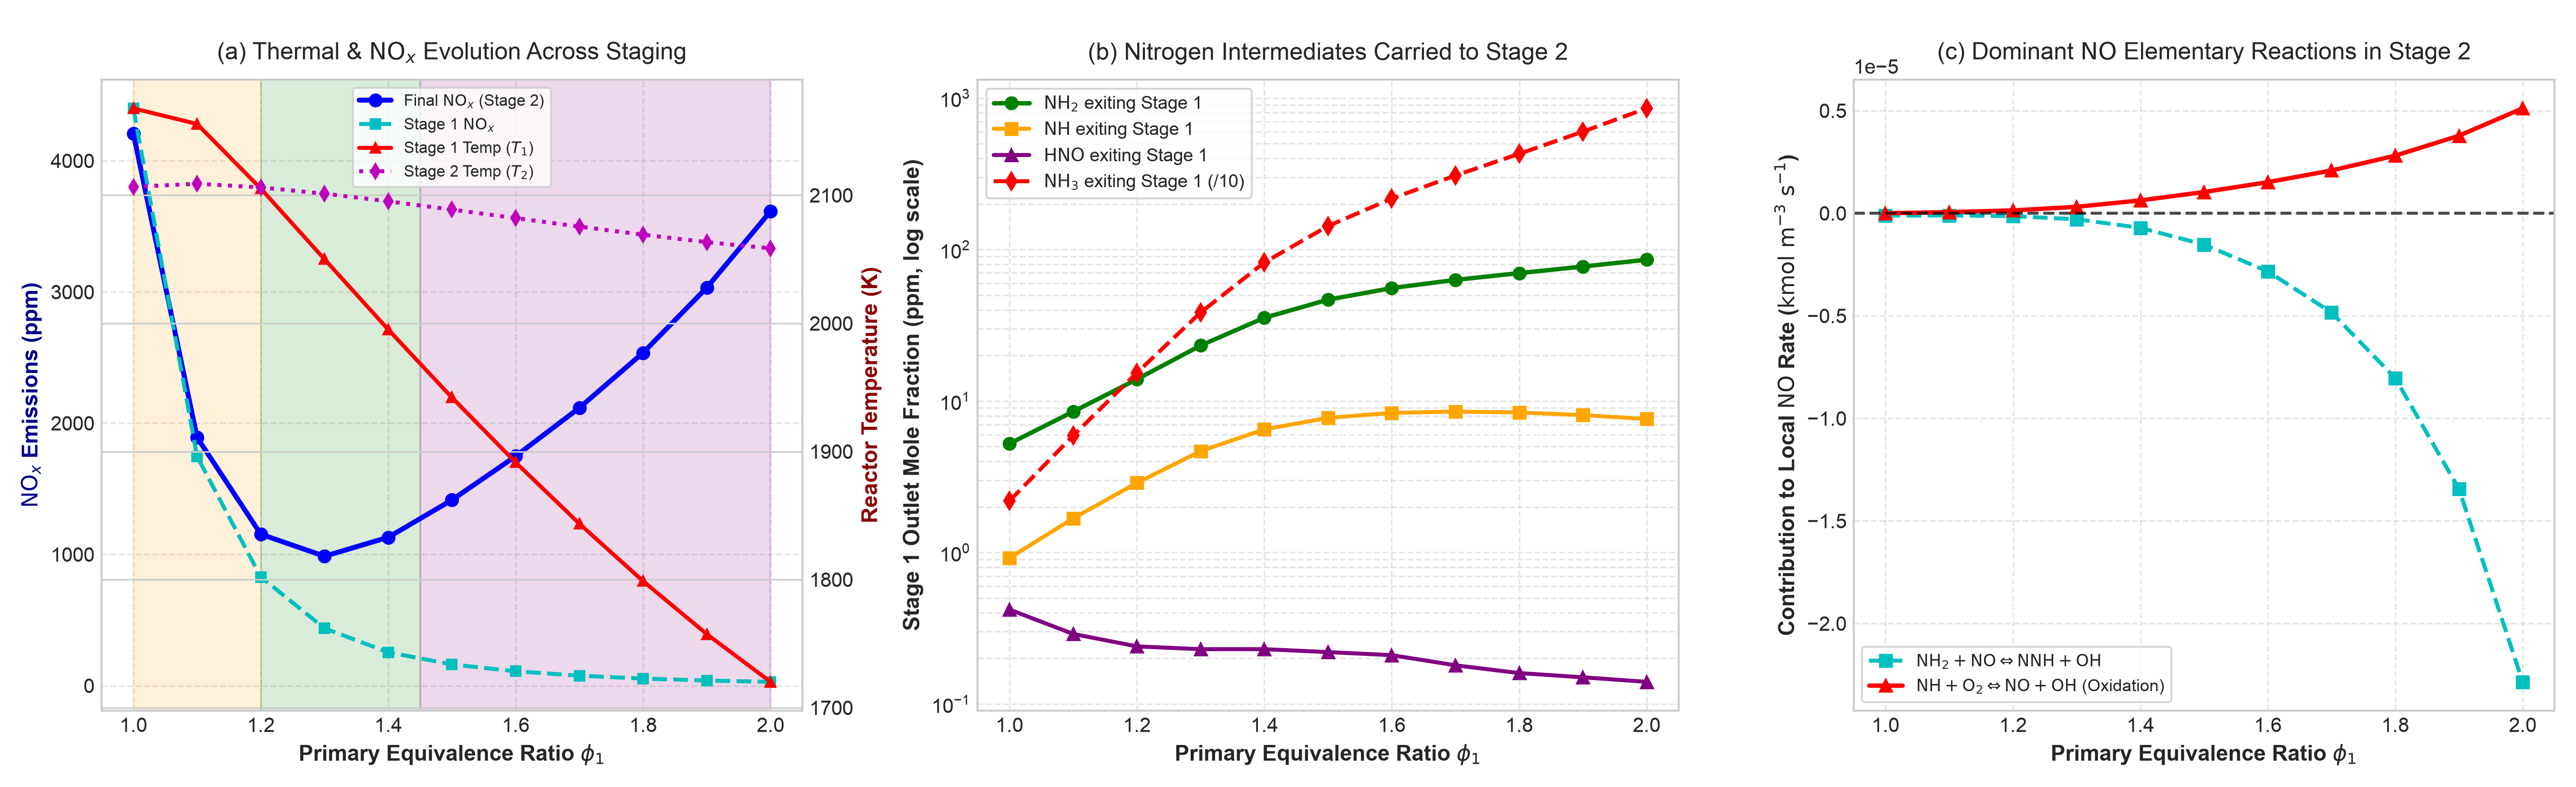 (a) Thermal & NOₓ Evolution Across Staging
Final NOₓ (Stage 2)
Stage 1 NOₓ
Stage 1 Temp (T₁)
Stage 2 Temp (T₂)
NOₓ Emissions (ppm)
4000
3000
2000
1000
0
Reactor Temperature (K)
2100
2000
1900
1800
1700
1.0 1.2 1.4 1.6 1.8 2.0
Primary Equivalence Ratio ϕ₁
(b) Nitrogen Intermediates Carried to Stage 2
NH₂ exiting Stage 1
NH exiting Stage 1
HNO exiting Stage 1
NH₃ exiting Stage 1 (/10)
Stage 1 Outlet Mole Fraction (ppm, log scale)
10³
10²
10¹
10⁰
10⁻¹
1.0 1.2 1.4 1.6 1.8 2.0
Primary Equivalence Ratio ϕ₁
(c) Dominant NO Elementary Reactions in Stage 2
1e−5
Contribution to Local NO Rate (kmol m⁻³ s⁻¹)
0.5
0.0
−0.5
−1.0
−1.5
−2.0
NH₂ + NO ⇔ NNH + OH
NH + O₂ ⇔ NO + OH (Oxidation)
1.0 1.2 1.4 1.6 1.8 2.0
Primary Equivalence Ratio ϕ₁